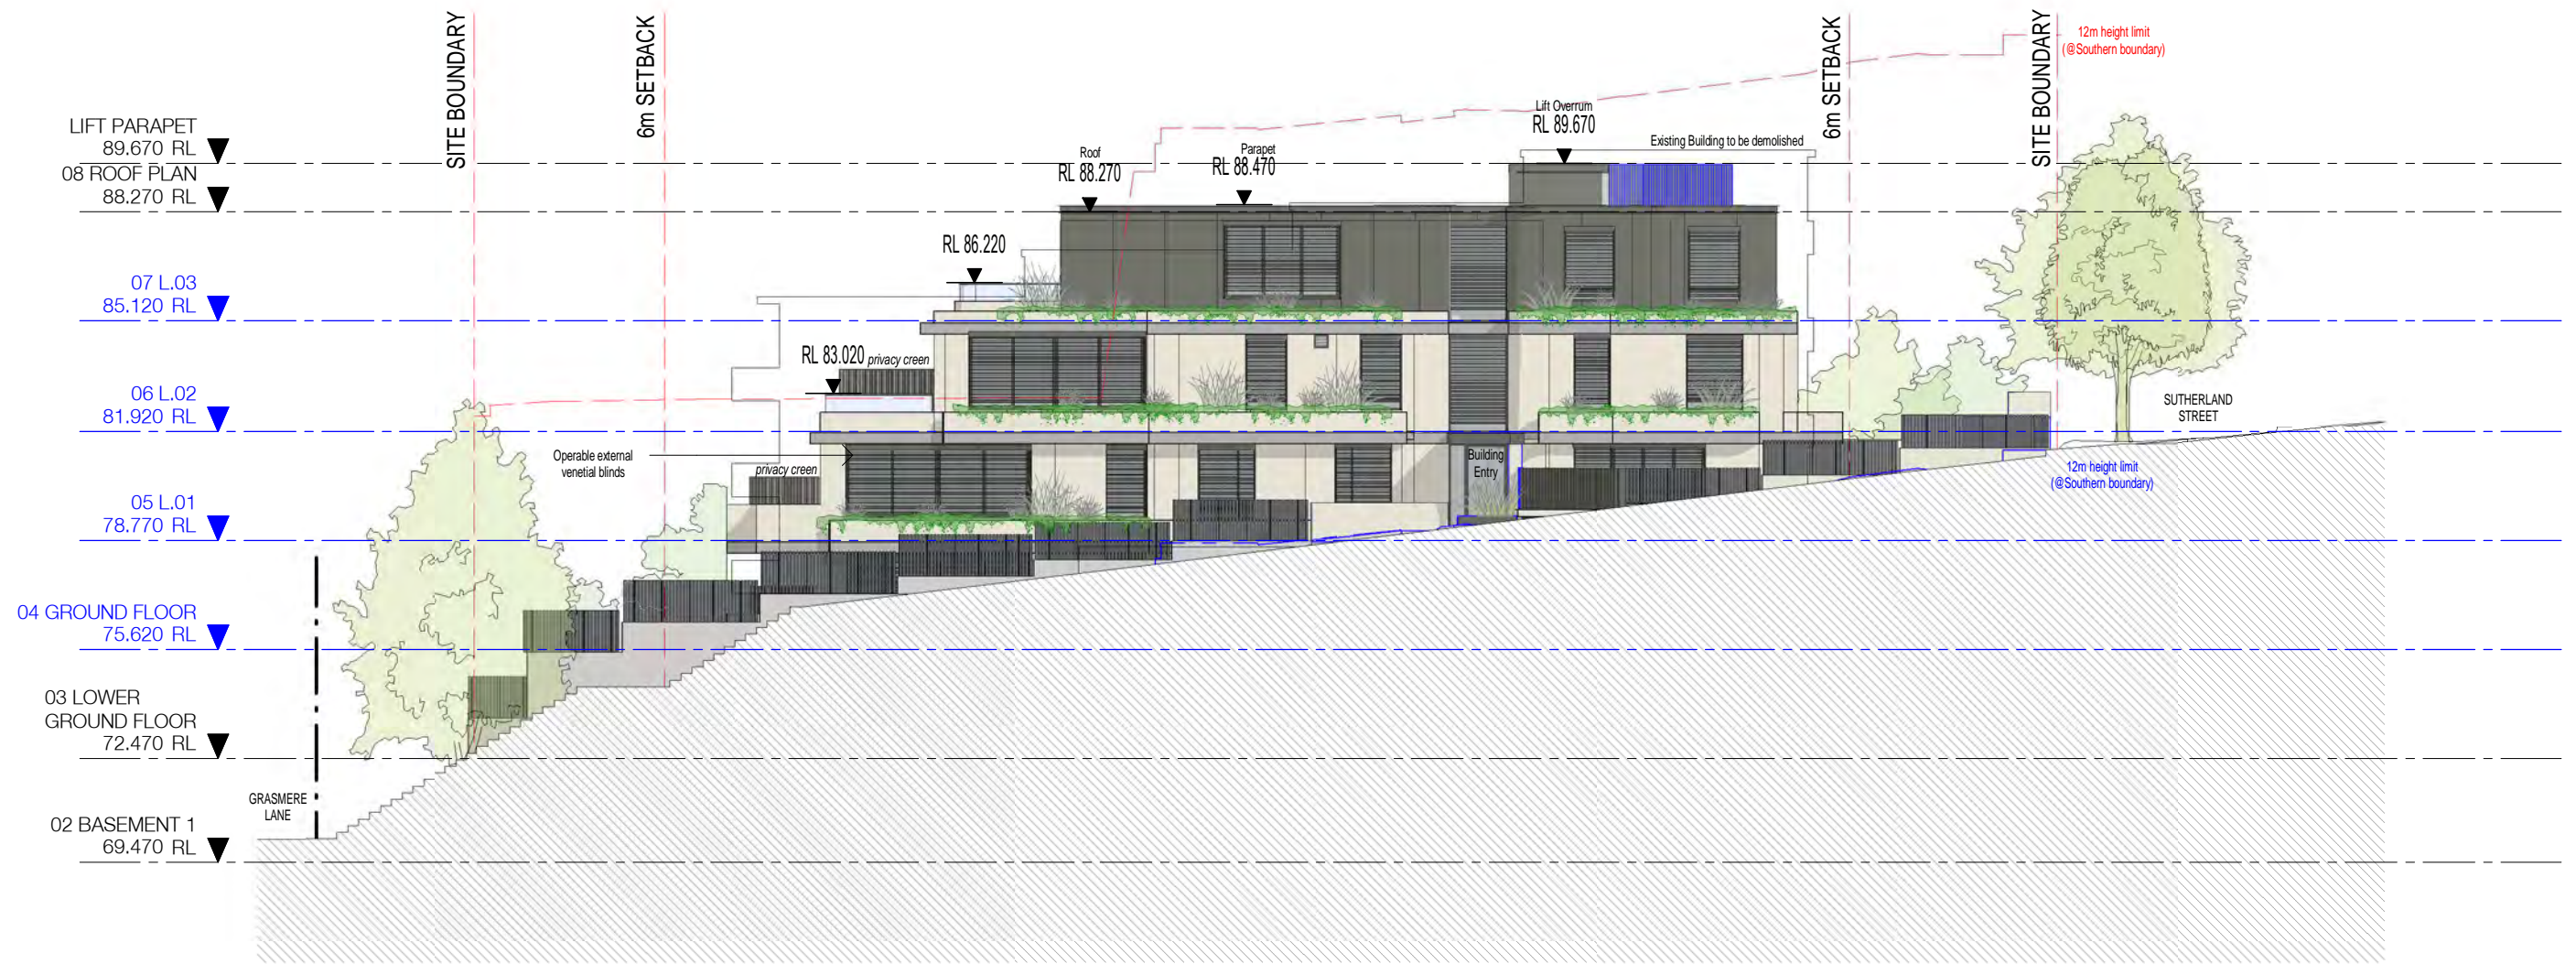 SITE BOUNDARY
6m SETBACK
6m SETBACK
SITE BOUNDARY
12m height limit
(@Southern boundary)
LIFT PARAPET
89.670 RL
08 ROOF PLAN
88.270 RL
Lift Overrum
RL 89.670
Existing Building to be demolished
Roof
RL 88.270
Parapet
RL 88.470
RL 86.220
07 L.03
85.120 RL
RL 83.020 privacy creen
06 L.02
81.920 RL
SUTHERLAND
STREET
Operable external
venetial blinds
privacy creen
Building
Entry
12m height limit
(@Southern boundary)
05 L.01
78.770 RL
04 GROUND FLOOR
75.620 RL
03 LOWER
GROUND FLOOR
72.470 RL
GRASMERE
LANE
02 BASEMENT 1
69.470 RL